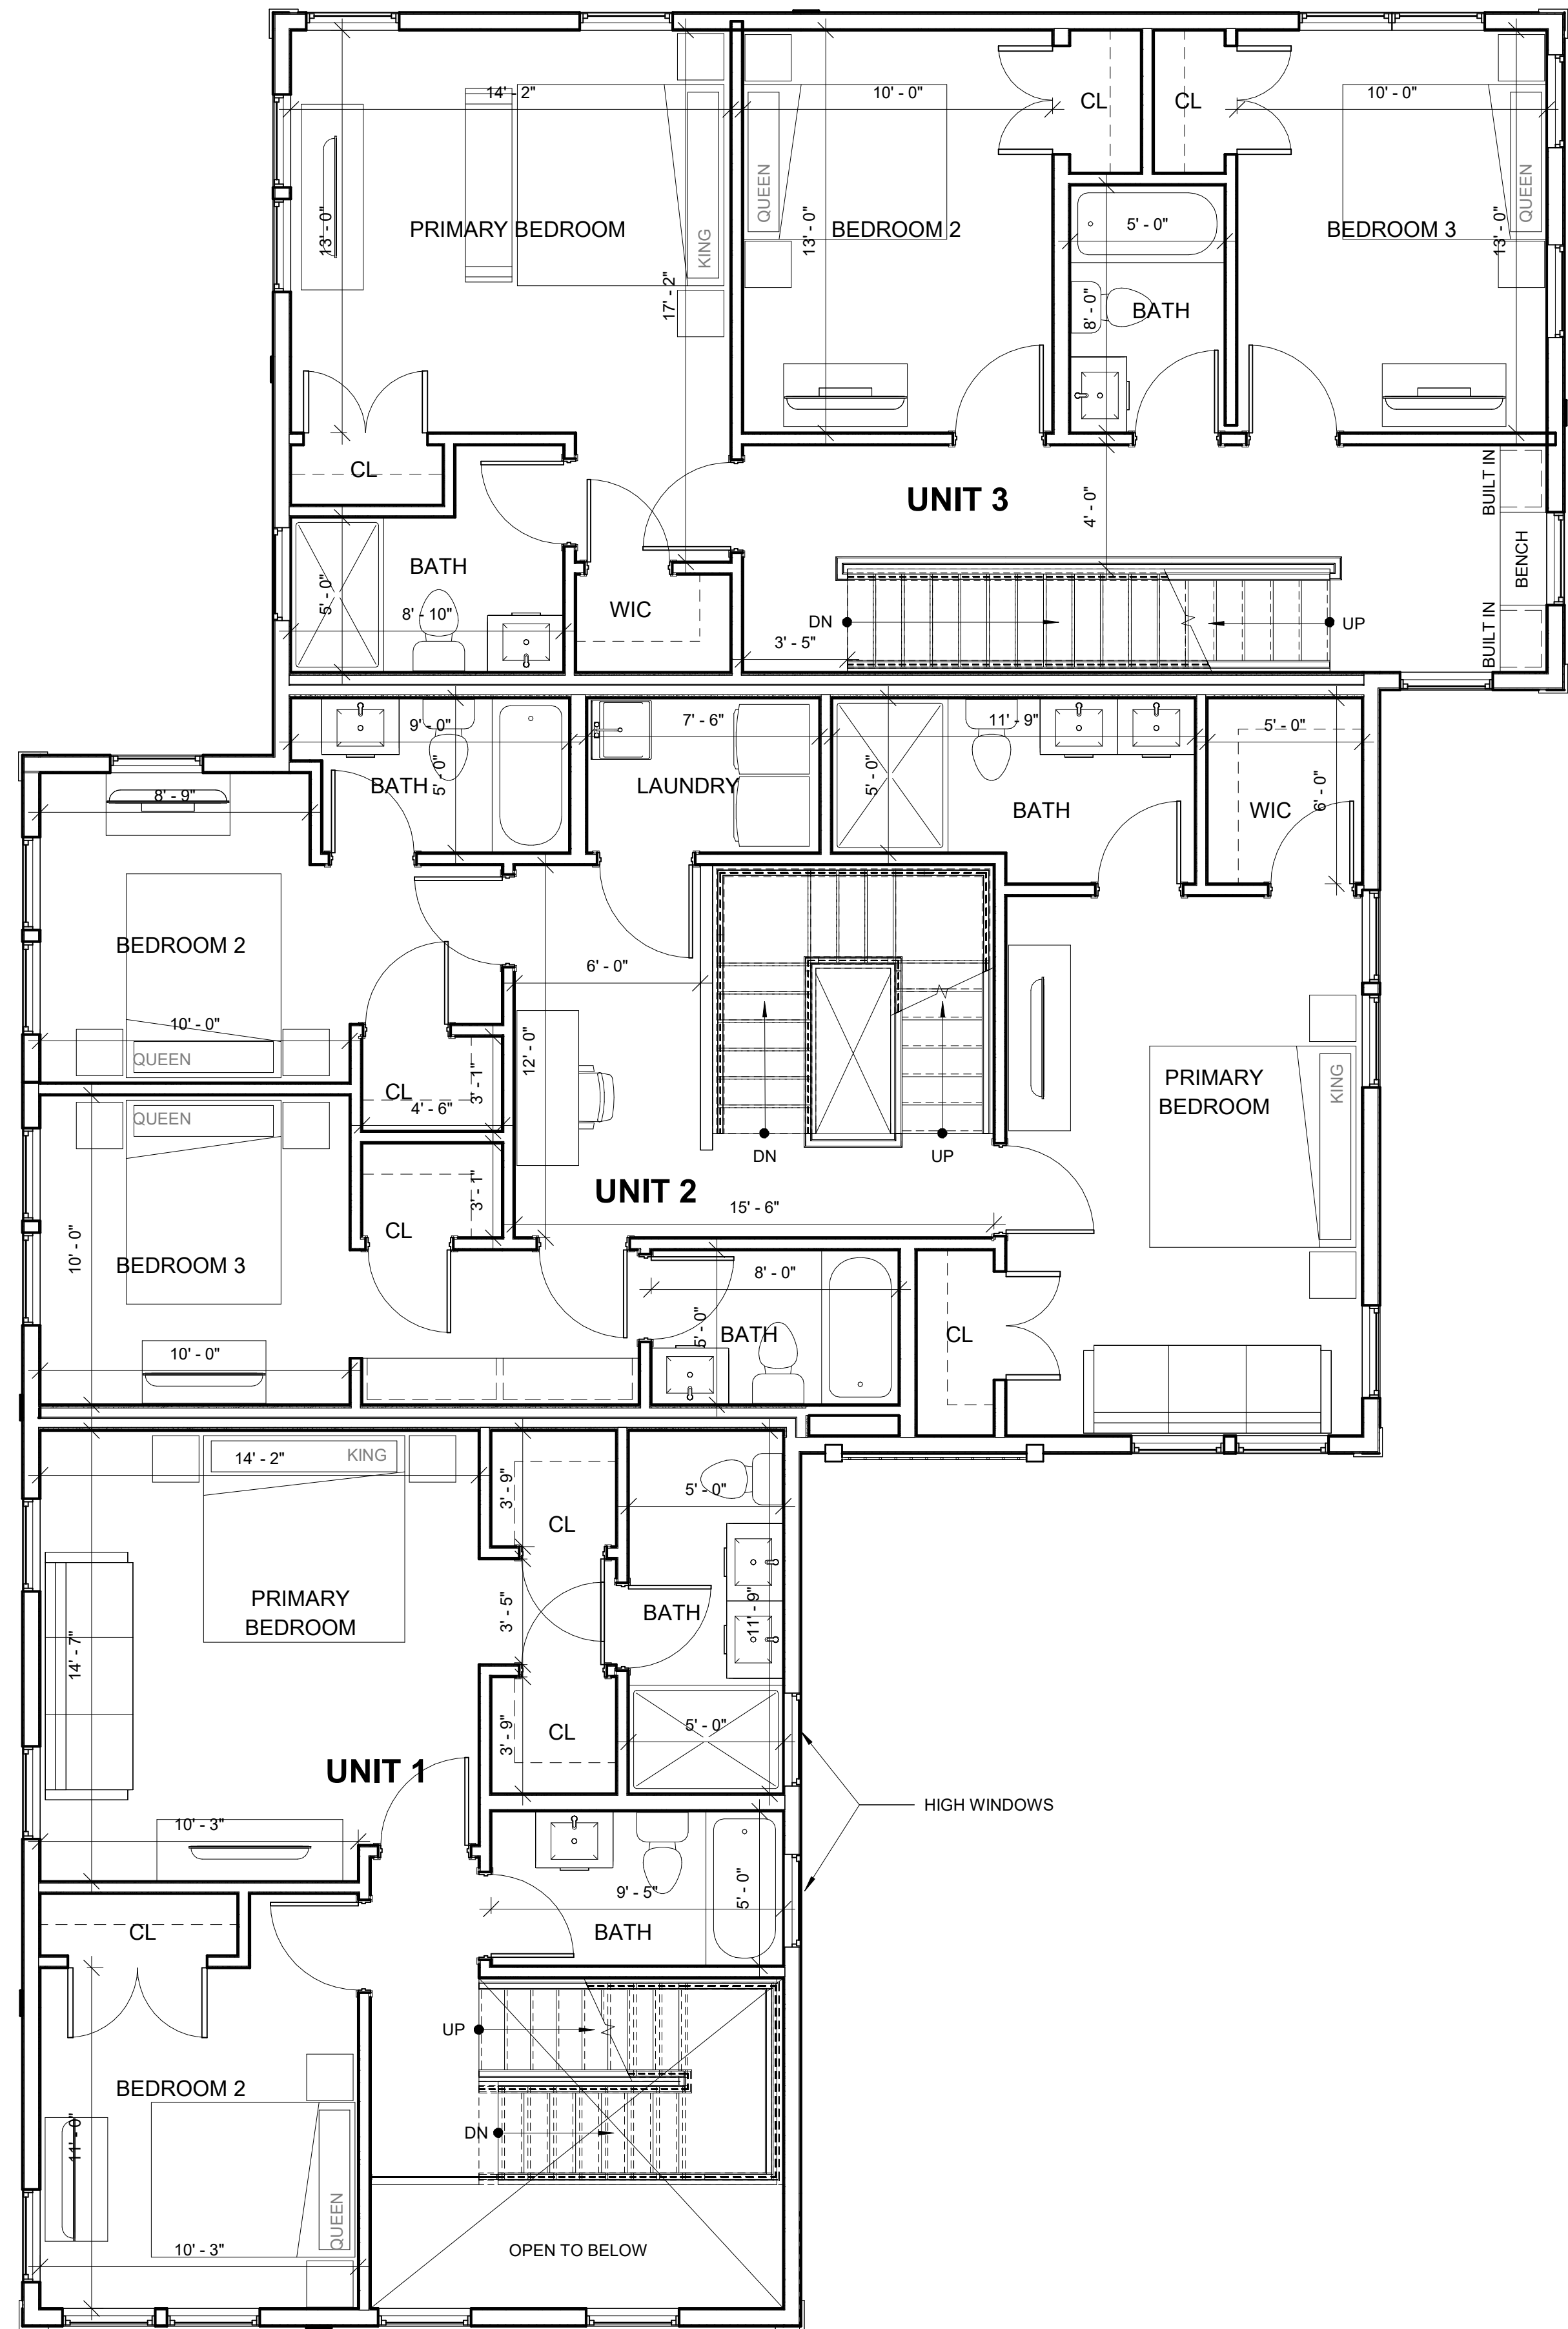 14' - 2"
10' - 0"
CL
CL
10' - 0"
QUEEN
QUEEN
13' - 0"
PRIMARY BEDROOM
KING
13' - 0"
BEDROOM 2
5' - 0"
BEDROOM 3
13' - 0"
17' - 2"
8' - 0"
BATH
CL
UNIT 3
4' - 0"
BUILT IN
BENCH
BUILT IN
BATH
5' - 0"
8' - 10"
WIC
DN
UP
3' - 5"
9' - 0"
7' - 6"
11' - 9"
5' - 0"
BATH
5' - 0"
LAUNDRY
5' - 0"
BATH
WIC
6' - 0"
8' - 9"
BEDROOM 2
6' - 0"
10' - 0"
QUEEN
12' - 0"
CL
3' - 1"
4' - 6"
PRIMARY
BEDROOM
KING
QUEEN
DN
UP
3' - 1"
UNIT 2
15' - 6"
CL
10' - 0"
BEDROOM 3
8' - 0"
5' - 0"
BATH
CL
10' - 0"
14' - 2"
KING
3' - 9"
5' - 0"
CL
PRIMARY
BEDROOM
3' - 5"
BATH
11' - 9"
14' - 7"
3' - 9"
CL
5' - 0"
UNIT 1
HIGH WINDOWS
10' - 3"
9' - 5"
5' - 0"
CL
BATH
UP
BEDROOM 2
DN
11' - 0"
QUEEN
10' - 3"
OPEN TO BELOW